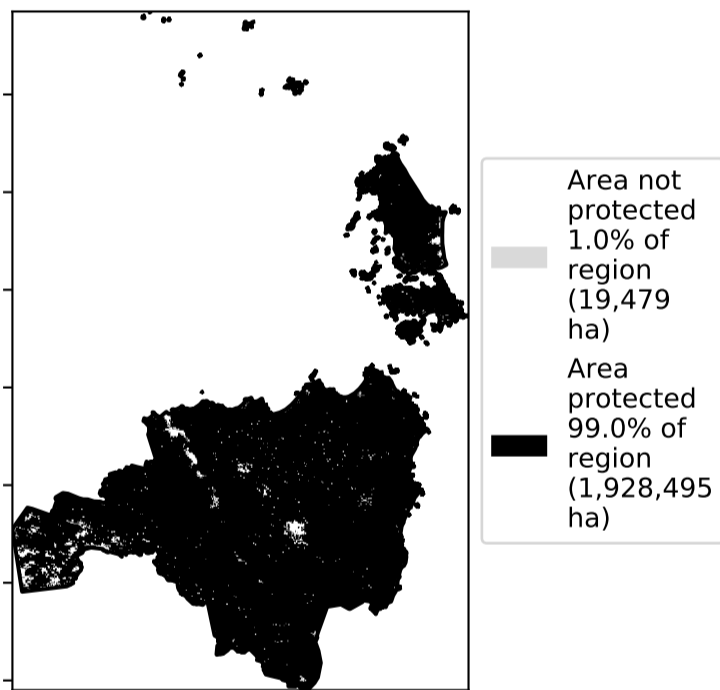 Area not
protected
1.0% of
region
(19,479
ha)
Area
protected
99.0% of
region
(1,928,495
ha)